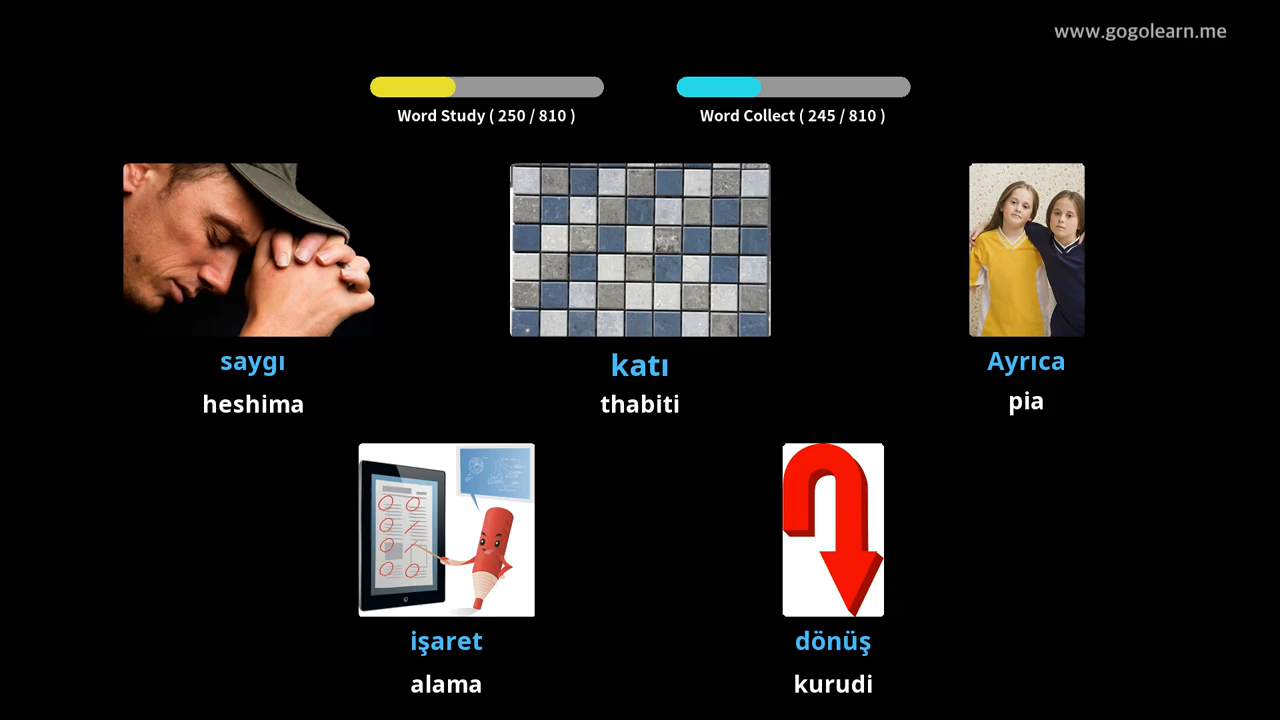 www.gogolearn.me
Word Study ( 250 / 810 )
Word Collect ( 245 / 810 )
saygı
heshima
katı
thabiti
Ayrıca
pia
işaret
alama
dönüş
kurudi